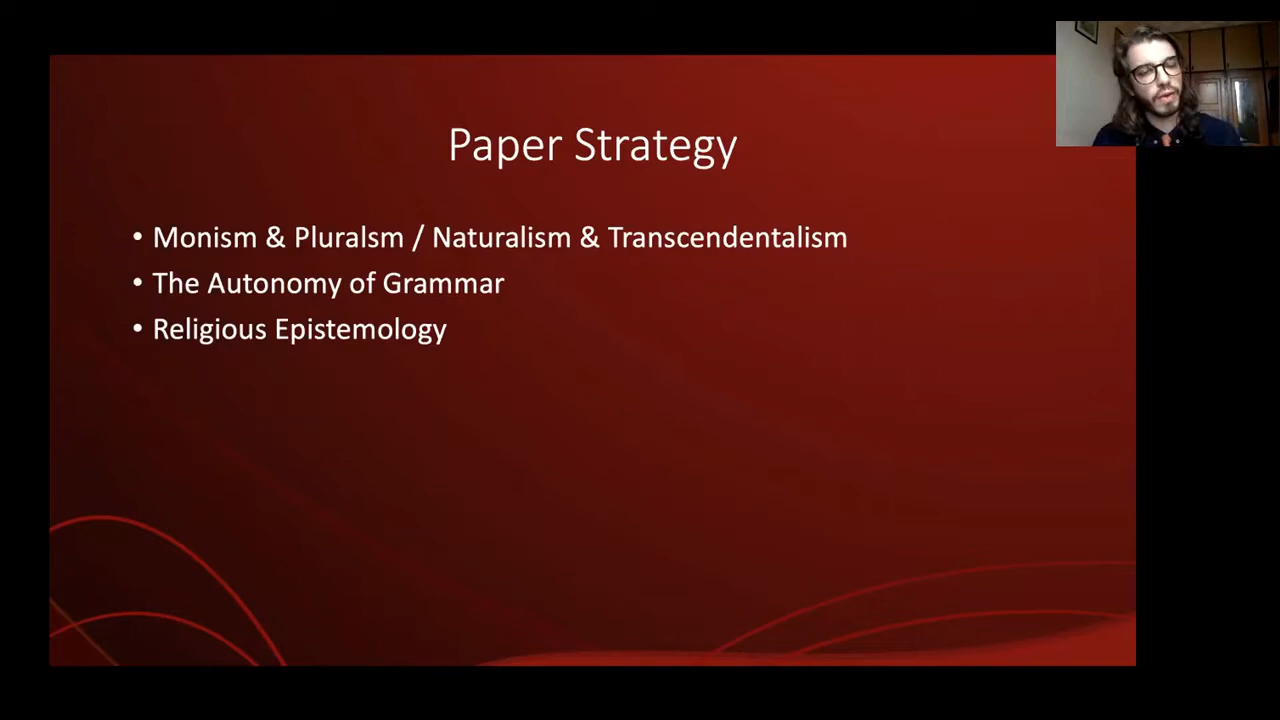 Paper Strategy
• Monism & Pluralsm / Naturalism & Transcendentalism
• The Autonomy of Grammar
• Religious Epistemology